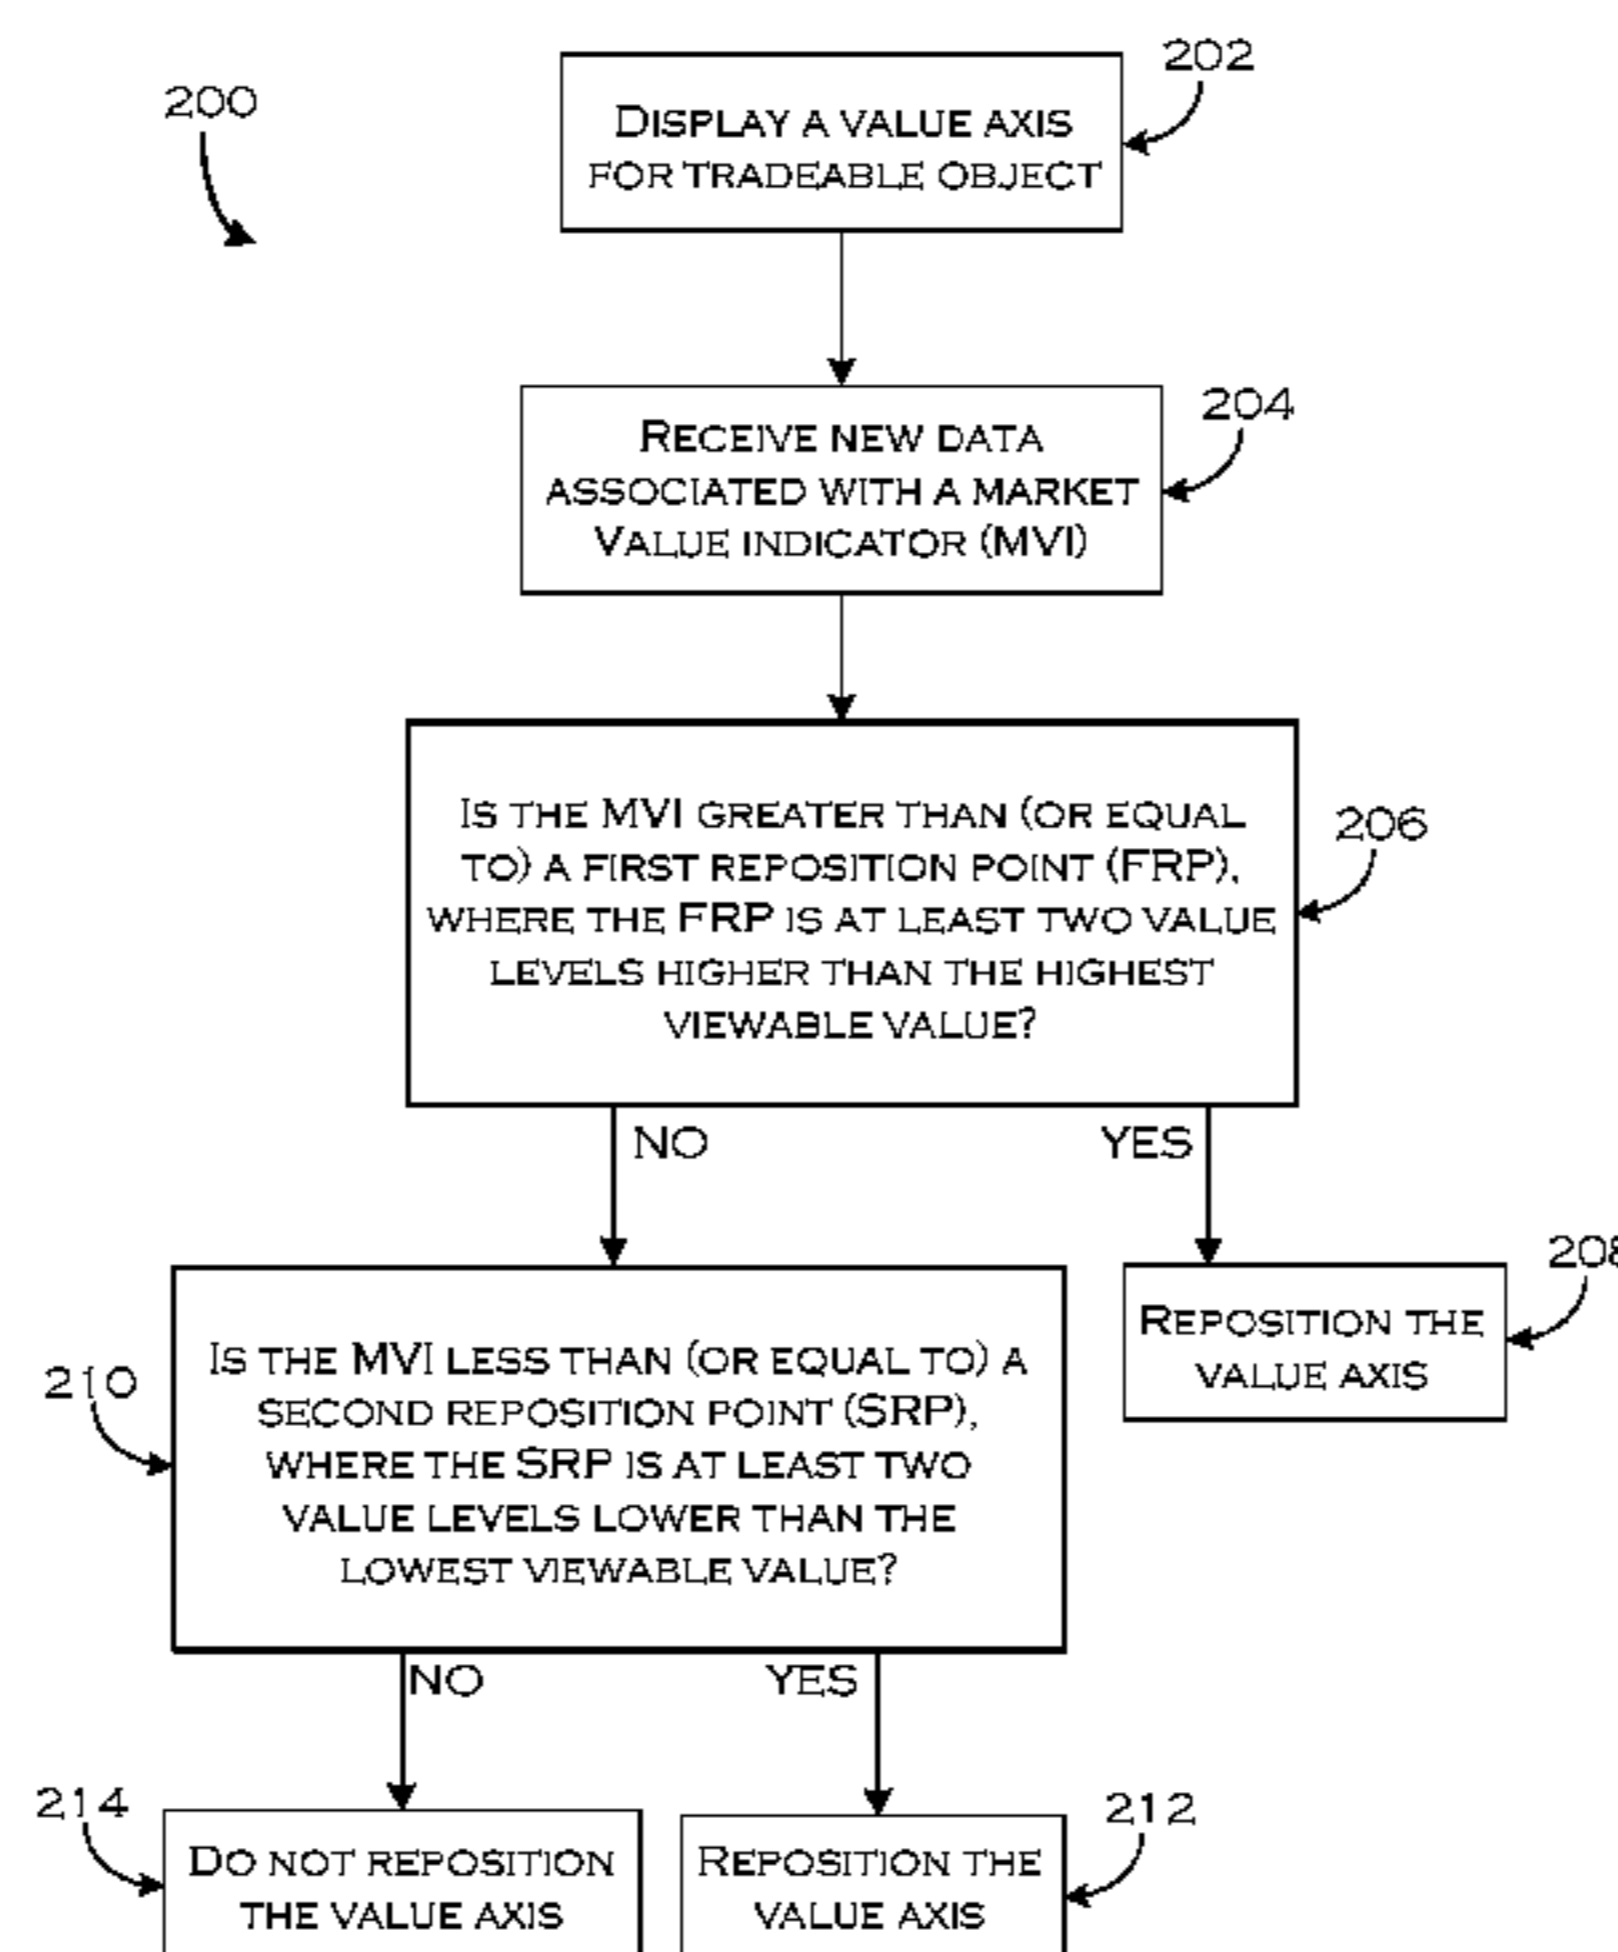 200
202
Display a value axis
for tradeable object
204
Receive new data
associated with a market
Value indicator (MVI)
206
Is the MVI greater than (or equal
to) a first reposition point (FRP),
where the FRP is at least two value
levels higher than the highest
viewable value?
NO
YES
208
Reposition the
value axis
210
Is the MVI less than (or equal to) a
second reposition point (SRP),
where the SRP is at least two
value levels lower than the
lowest viewable value?
NO
YES
214
Do not reposition
the value axis
212
Reposition the
value axis